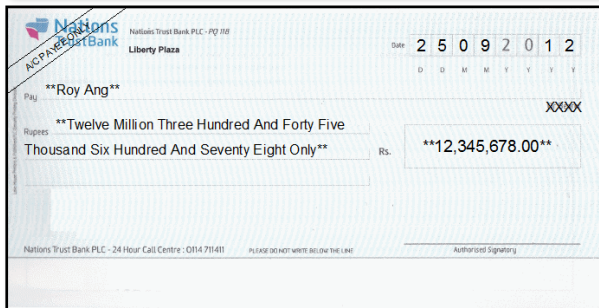 Nations
TrustBank
A/C PAYEE ONLY
Nations Trust Bank PLC - PQ 118
Liberty Plaza
Date 2 5 0 9 2 0 1 2
D D M M Y Y Y Y
Pay **Roy Ang**
XXXX
Rupees **Twelve Million Three Hundred And Forty Five
Thousand Six Hundred And Seventy Eight Only**
Rs. **12,345,678.00**
Nations Trust Bank PLC - 24 Hour Call Centre : 0114 711411
PLEASE DO NOT WRITE BELOW THE LINE
Authorised Signatory